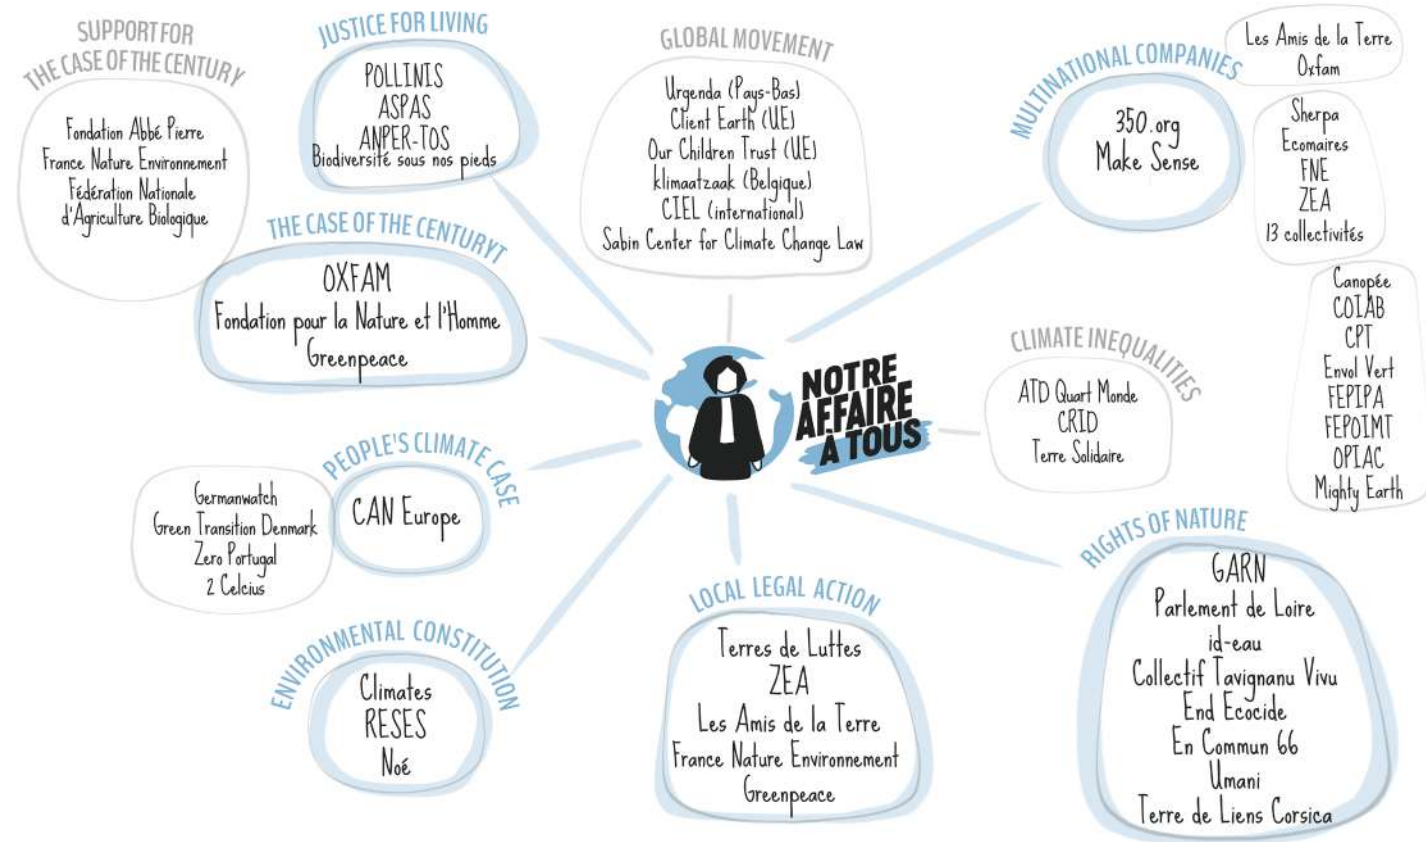 SUPPORT FOR
THE CASE OF THE CENTURY
Fondation Abbé Pierre
France Nature Environnement
Fédération Nationale
d'Agriculture Biologique
JUSTICE FOR LIVING
POLLINIS
ASPAS
ANPER-TOS
Biodiversité sous nos pieds
GLOBAL MOVEMENT
Urgenda (Pays-Bas)
Client Earth (UE)
Our Children Trust (UE)
klimaatzaak (Belgique)
CIEL (international)
Sabin Center for Climate Change Law
MULTINATIONAL COMPANIES
350.org
Make Sense
Les Amis de la Terre
Oxfam
Sherpa
Ecomaires
FNE
ZEA
13 collectivités
Canopée
COIAB
CPT
Envol Vert
FEPIPA
FEPOIMT
OPIAC
Mighty Earth
THE CASE OF THE CENTURYT
OXFAM
Fondation pour la Nature et l'Homme
Greenpeace
NOTRE
AFFAIRE
À TOUS
CLIMATE INEQUALITIES
ATD Quart Monde
CRID
Terre Solidaire
PEOPLE'S CLIMATE CASE
CAN Europe
Germanwatch
Green Transition Denmark
Zero Portugal
2 Celcius
ENVIRONMENTAL CONSTITUTION
Climates
RESES
Noé
LOCAL LEGAL ACTION
Terres de Luttes
ZEA
Les Amis de la Terre
France Nature Environnement
Greenpeace
RIGHTS OF NATURE
GARN
Parlement de Loire
id-eau
Collectif Tavignanu Vivu
End Ecocide
En Commun 66
Umani
Terre de Liens Corsica